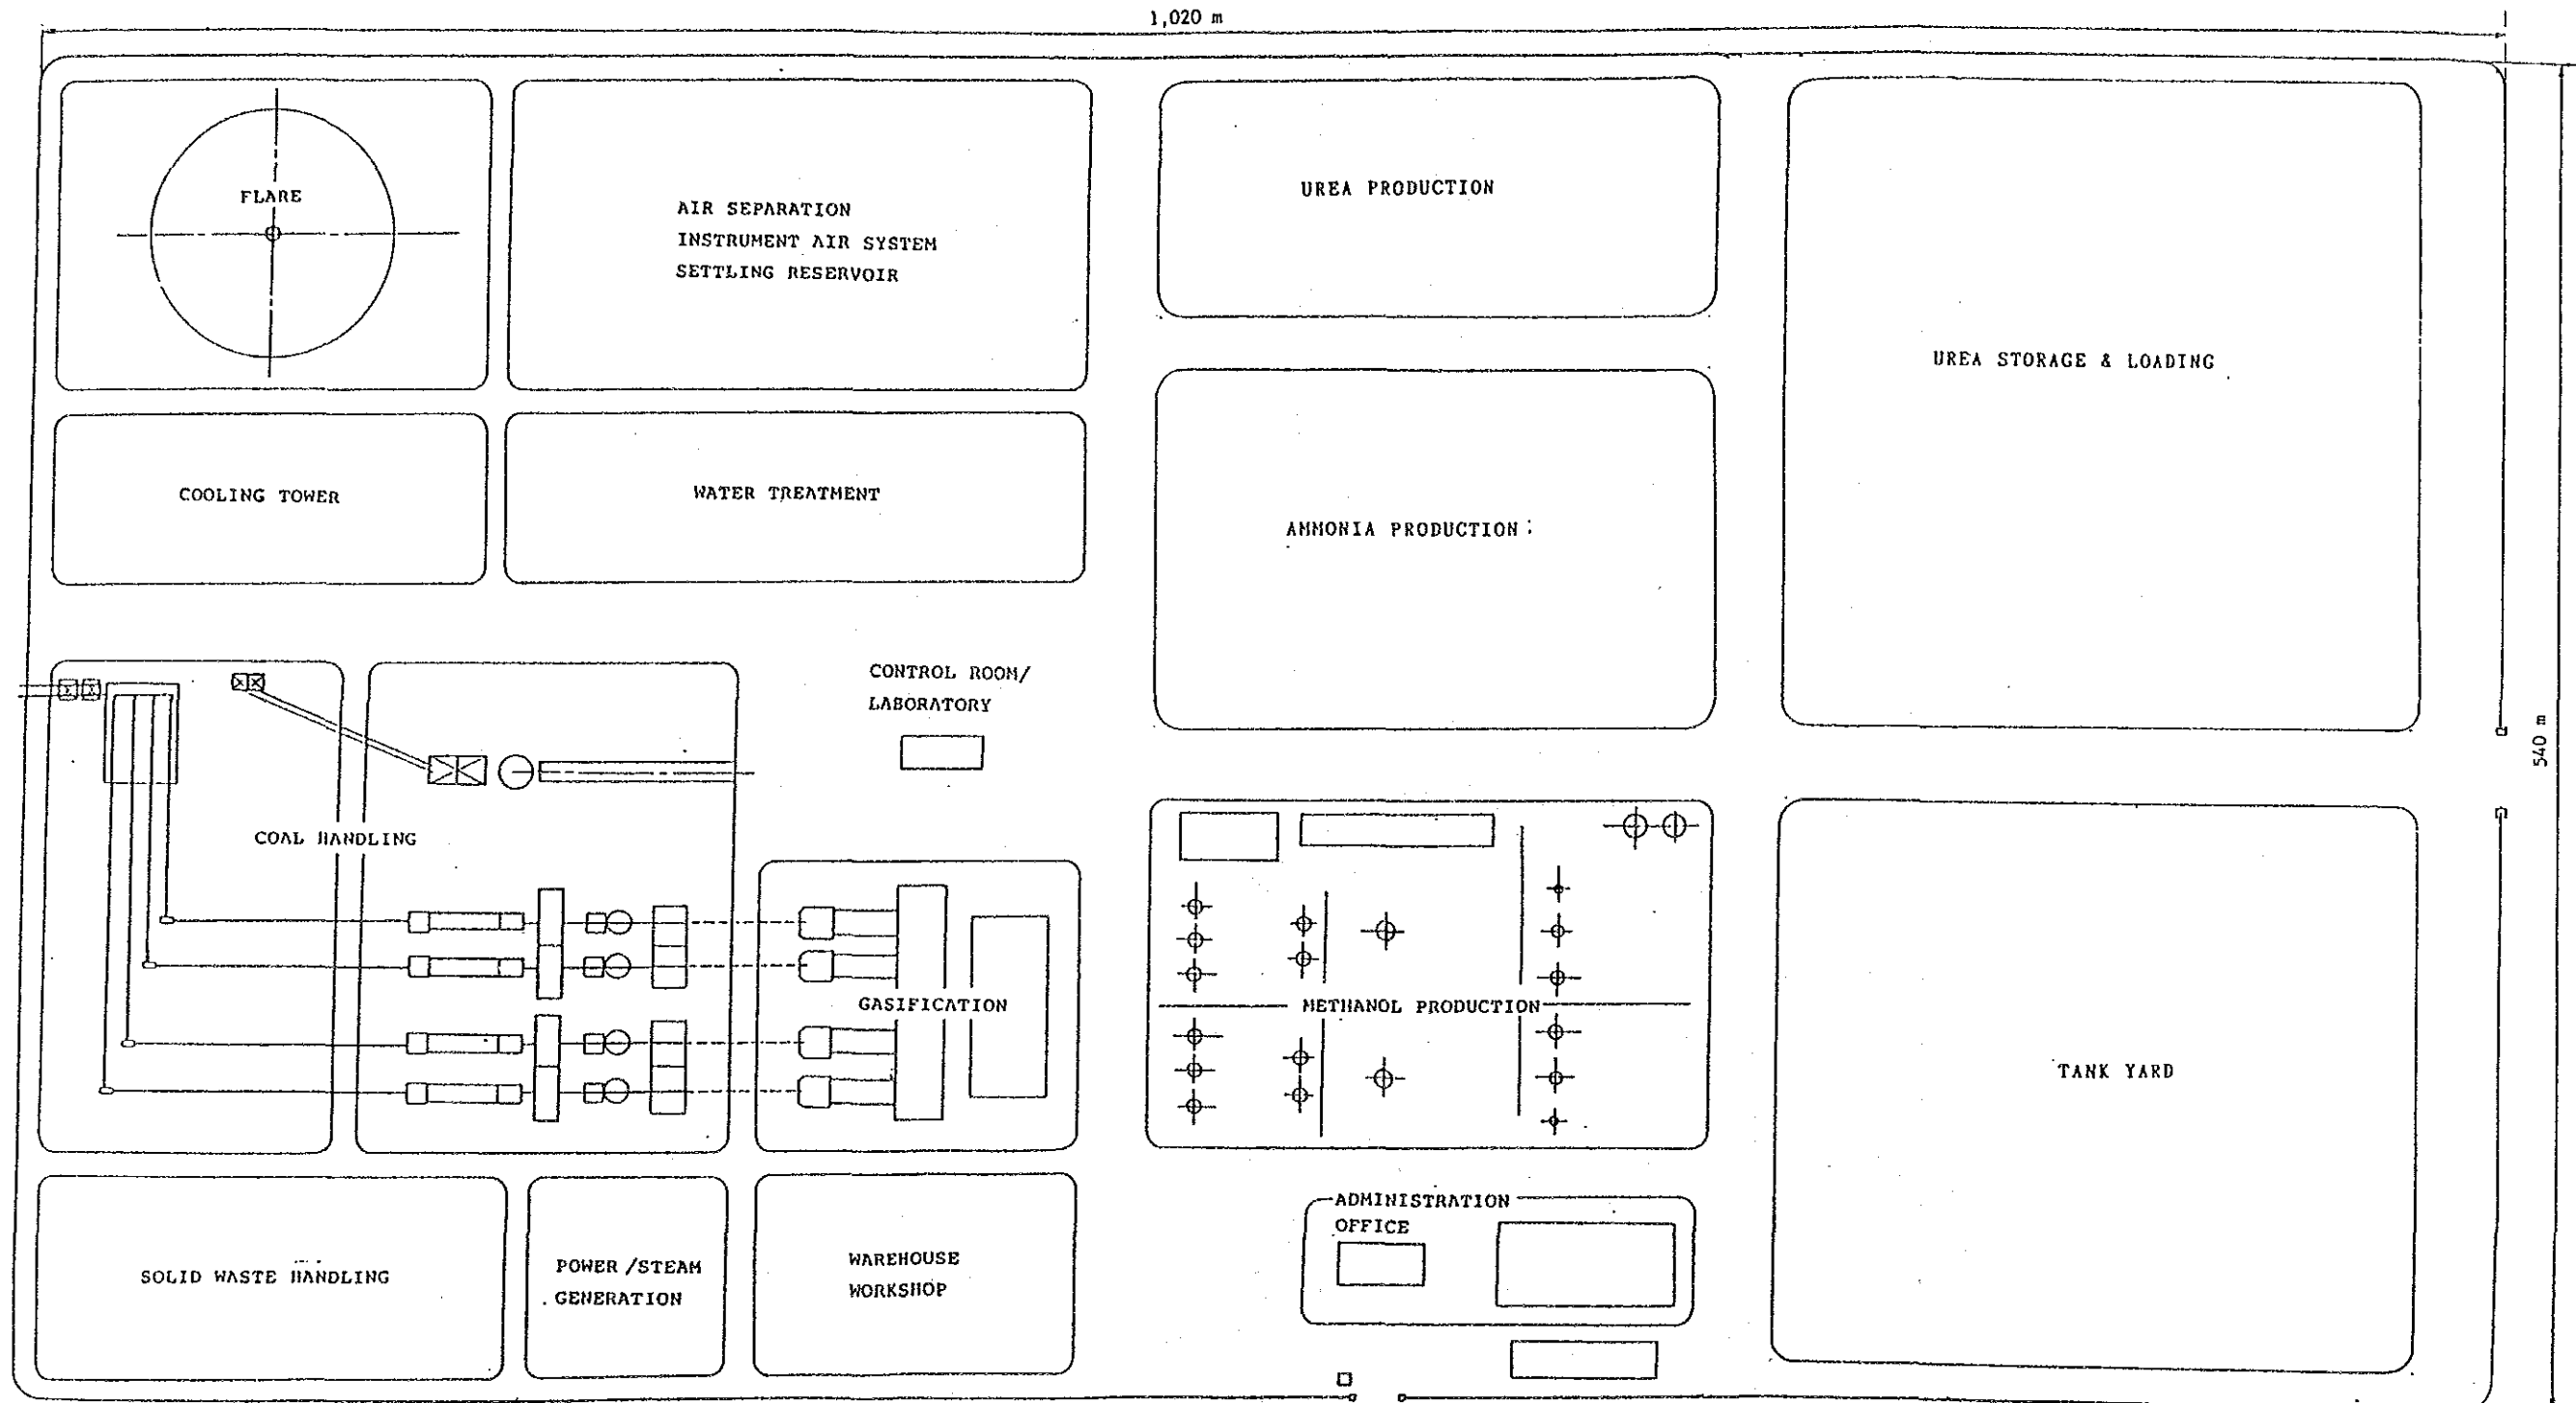 1,020 m
FLARE
AIR SEPARATION
INSTRUMENT AIR SYSTEM
SETTLING RESERVOIR
UREA PRODUCTION
UREA STORAGE & LOADING
COOLING TOWER
WATER TREATMENT
AMMONIA PRODUCTION
CONTROL ROOM/
LABORATORY
540 m
COAL HANDLING
GASIFICATION
METHANOL PRODUCTION
TANK YARD
SOLID WASTE HANDLING
POWER /STEAM
GENERATION
WAREHOUSE
WORKSHOP
ADMINISTRATION
OFFICE